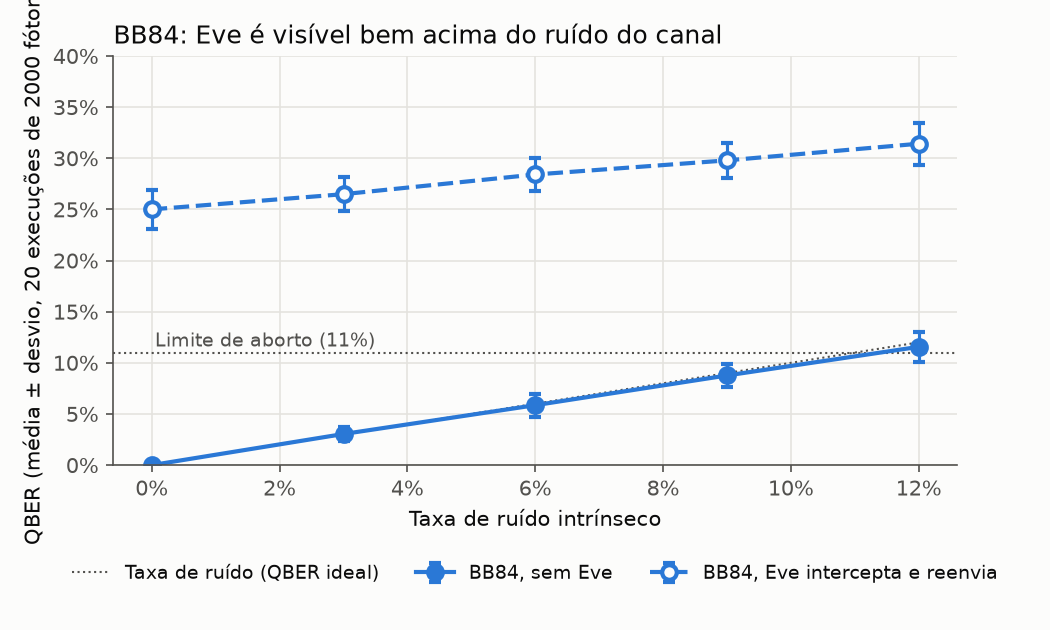 BB84: Eve é visível bem acima do ruído do canal
QBER (média ± desvio, 20 execuções de 2000
40%
35%
30%
25%
20%
15%
10%
5%
0%
Limite de aborto (11%)
0% 2% 4% 6% 8% 10% 12%
Taxa de ruído intrínseco
Taxa de ruído (QBER ideal) BB84, sem Eve BB84, Eve intercepta e reenvia